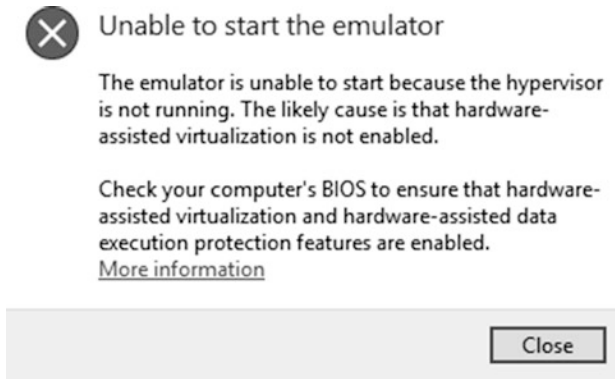 Unable to start the emulator
The emulator is unable to start because the hypervisor
is not running. The likely cause is that hardware-
assisted virtualization is not enabled.
Check your computer's BIOS to ensure that hardware-
assisted virtualization and hardware-assisted data
execution protection features are enabled.
More information
Close